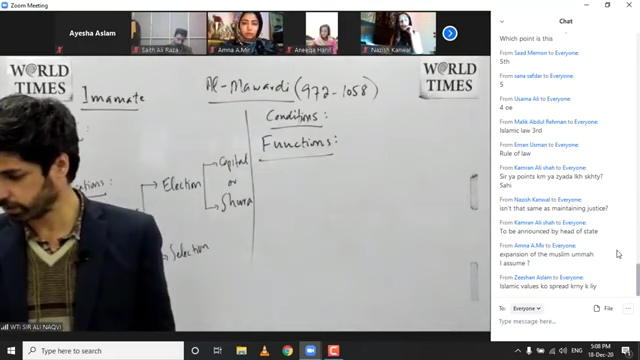 Zoom Meeting
Ayesha Aslam
Saith Ali Raza
Amna A.Mir
Aneeqa Hanif
Nazish Kanwal
W@RLD
TIMES
Imamate
Al-Mawardi (972-1058)
W@RLD
TIMES
Conditions:
Functions:
Election
Capital
or
Shura
Selection
WTI SIR ALI NAQVI
Chat
Which point is this
From Saad Memon to Everyone:
5th
From sana safdar to Everyone:
5
From Usama Ali to Everyone:
4 oe
From Malik Abdul Rehman to Everyone:
Islamic law 3rd
From Eman Usman to Everyone:
Rule of law
From Kamran Ali shah to Everyone:
Sir ya points km ya zyada lkh skhty?
Sahi
From Nazish Kanwal to Everyone:
isn't that same as maintaining justice?
From Kamran Ali shah to Everyone:
To be announced by head of state
From Amna A.Mir to Everyone:
expansion of the muslim ummah
I assume ?
From Zeeshan Aslam to Everyone:
Islamic values ko spread krny k liy
To: Everyone
File
Type message here...
Type here to search
5:08 PM
18-Dec-20